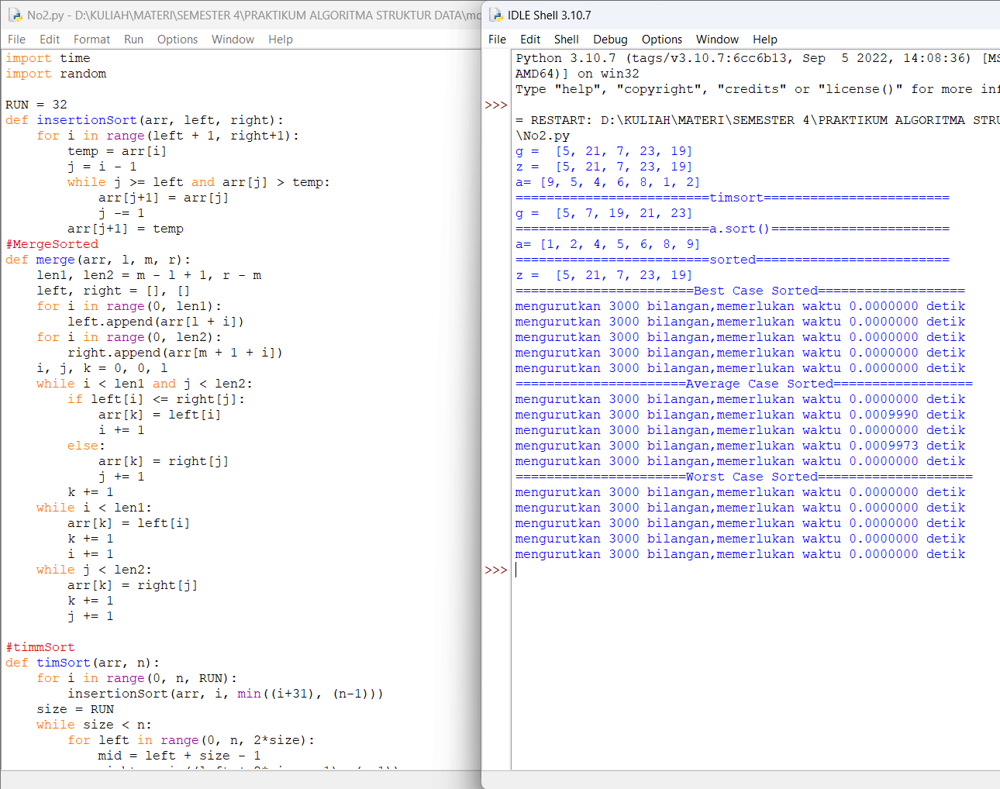 No2.py - D:\KULIAH\MATERI\SEMESTER 4\PRAKTIKUM ALGORITMA STRUKTUR DATA\mo
File Edit Format Run Options Window Help
import time
import random
RUN = 32
def insertionSort(arr, left, right):
    for i in range(left + 1, right+1):
        temp = arr[i]
        j = i - 1
        while j >= left and arr[j] > temp:
            arr[j+1] = arr[j]
            j -= 1
        arr[j+1] = temp
#MergeSorted
def merge(arr, l, m, r):
    len1, len2 = m - l + 1, r - m
    left, right = [], []
    for i in range(0, len1):
        left.append(arr[l + i])
    for i in range(0, len2):
        right.append(arr[m + 1 + i])
    i, j, k = 0, 0, l
    while i < len1 and j < len2:
        if left[i] <= right[j]:
            arr[k] = left[i]
            i += 1
        else:
            arr[k] = right[j]
            j += 1
        k += 1
    while i < len1:
        arr[k] = left[i]
        k += 1
        i += 1
    while j < len2:
        arr[k] = right[j]
        k += 1
        j += 1
#timmSort
def timSort(arr, n):
    for i in range(0, n, RUN):
        insertionSort(arr, i, min((i+31), (n-1)))
    size = RUN
    while size < n:
        for left in range(0, n, 2*size):
            mid = left + size - 1
IDLE Shell 3.10.7
File Edit Shell Debug Options Window Help
Python 3.10.7 (tags/v3.10.7:6cc6b13, Sep  5 2022, 14:08:36) [MS
AMD64)] on win32
Type "help", "copyright", "credits" or "license()" for more inf
>>>
= RESTART: D:\KULIAH\MATERI\SEMESTER 4\PRAKTIKUM ALGORITMA STRU
\No2.py
g =  [5, 21, 7, 23, 19]
z =  [5, 21, 7, 23, 19]
a= [9, 5, 4, 6, 8, 1, 2]
=========================timsort========================
g =  [5, 7, 19, 21, 23]
=========================a.sort()=======================
a= [1, 2, 4, 5, 6, 8, 9]
=========================sorted=========================
z =  [5, 21, 7, 23, 19]
=======================Best Case Sorted===================
mengurutkan 3000 bilangan,memerlukan waktu 0.0000000 detik
mengurutkan 3000 bilangan,memerlukan waktu 0.0000000 detik
mengurutkan 3000 bilangan,memerlukan waktu 0.0000000 detik
mengurutkan 3000 bilangan,memerlukan waktu 0.0000000 detik
mengurutkan 3000 bilangan,memerlukan waktu 0.0000000 detik
======================Average Case Sorted==================
mengurutkan 3000 bilangan,memerlukan waktu 0.0000000 detik
mengurutkan 3000 bilangan,memerlukan waktu 0.0009990 detik
mengurutkan 3000 bilangan,memerlukan waktu 0.0000000 detik
mengurutkan 3000 bilangan,memerlukan waktu 0.0009973 detik
mengurutkan 3000 bilangan,memerlukan waktu 0.0000000 detik
======================Worst Case Sorted====================
mengurutkan 3000 bilangan,memerlukan waktu 0.0000000 detik
mengurutkan 3000 bilangan,memerlukan waktu 0.0000000 detik
mengurutkan 3000 bilangan,memerlukan waktu 0.0000000 detik
mengurutkan 3000 bilangan,memerlukan waktu 0.0000000 detik
mengurutkan 3000 bilangan,memerlukan waktu 0.0000000 detik
>>>